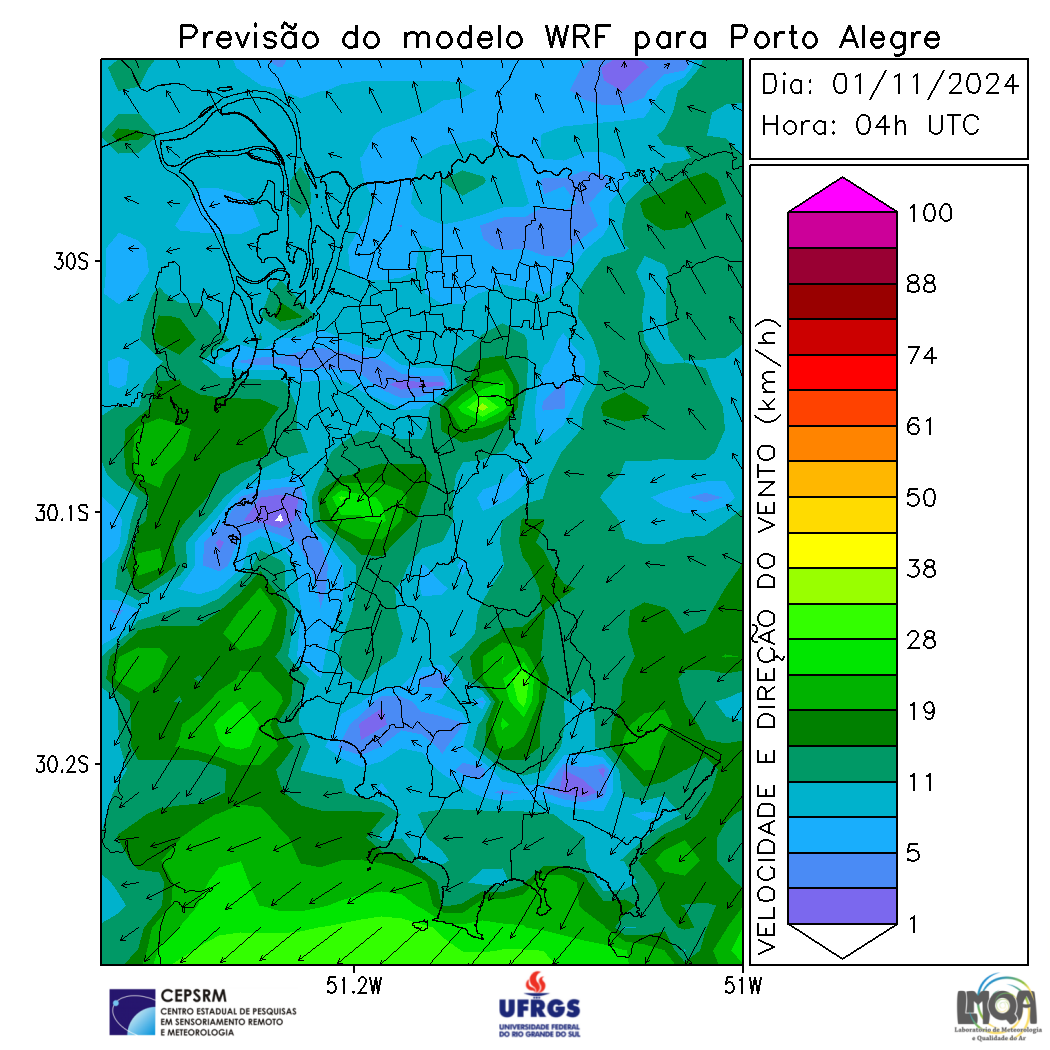 Previsão do modelo WRF para Porto Alegre
Dia: 01/11/2024
Hora: 04h UTC
30S
30.1S
30.2S
51.2W
51W
VELOCIDADE E DIREÇÃO DO VENTO (km/h)
100
88
74
61
50
38
28
19
11
5
1
CEPSRM
CENTRO ESTADUAL DE PESQUISAS
EM SENSORIAMENTO REMOTO
E METEOROLOGIA
UFRGS
UNIVERSIDADE FEDERAL
DO RIO GRANDE DO SUL
LMQA
Laboratório de Meteorologia
e Qualidade do Ar